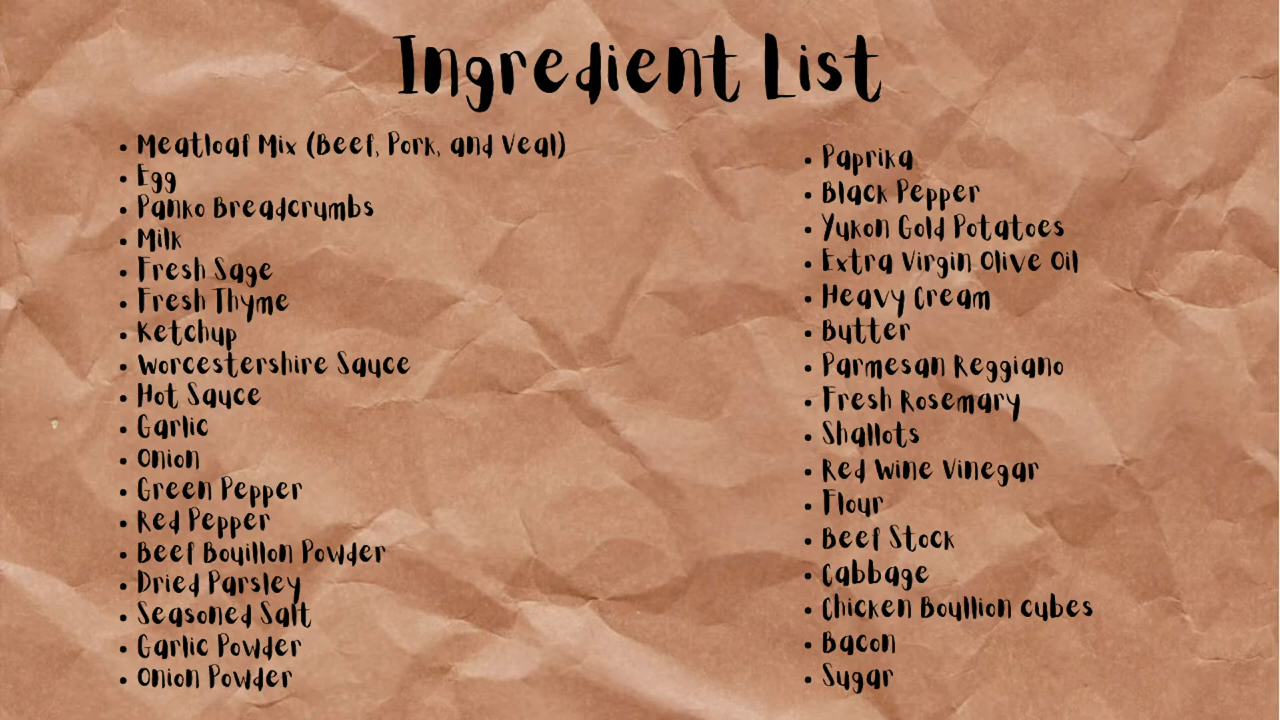 Ingredient List
• Meatloaf Mix (Beef, Pork, and Veal)
• Egg
• Panko Breadcrumbs
• Milk
• Fresh Sage
• Fresh Thyme
• Ketchup
• Worcestershire Sauce
• Hot Sauce
• Garlic
• Onion
• Green Pepper
• Red Pepper
• Beef Bouillon Powder
• Dried Parsley
• Seasoned Salt
• Garlic Powder
• Onion Powder
• Paprika
• Black Pepper
• Yukon Gold Potatoes
• Extra Virgin Olive Oil
• Heavy Cream
• Butter
• Parmesan Reggiano
• Fresh Rosemary
• Shallots
• Red Wine Vinegar
• Flour
• Beef Stock
• Cabbage
• Chicken Boullion cubes
• Bacon
• Sugar